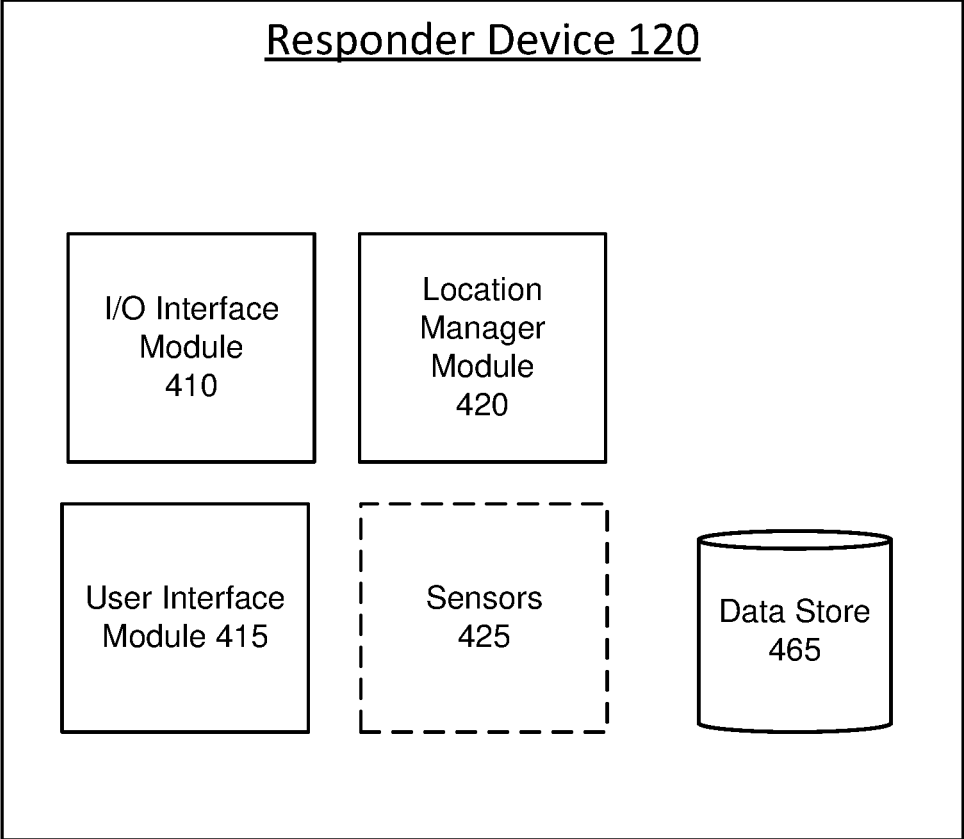 Responder Device 120
I/O Interface
Module
410
Location
Manager
Module
420
User Interface
Module 415
Sensors
425
Data Store
465